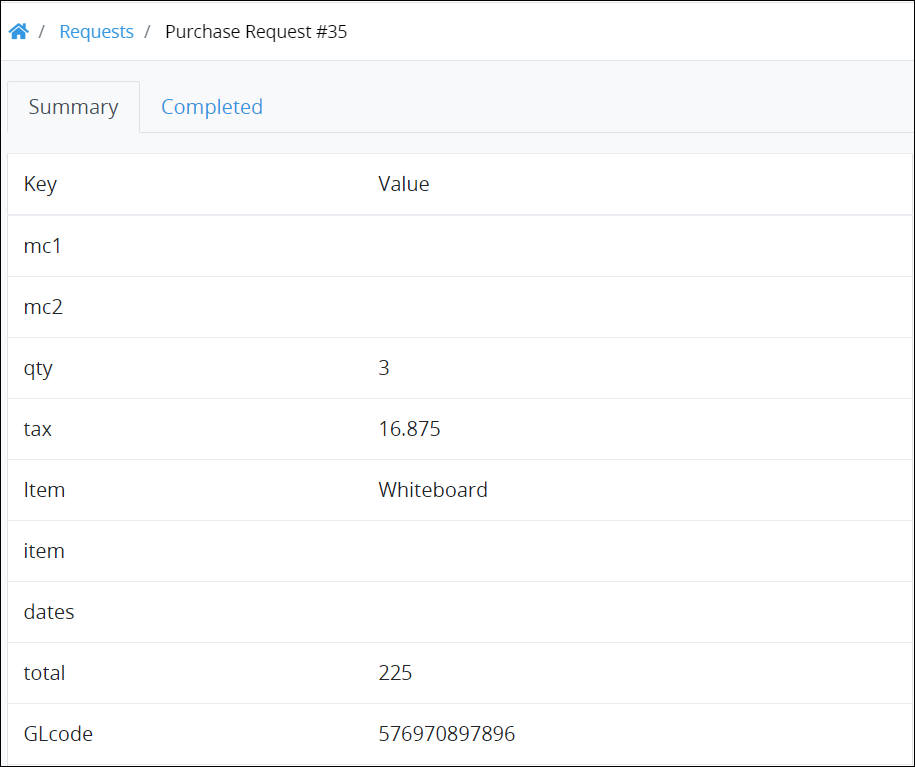 / Requests / Purchase Request #35
Summary Completed
Key Value
mc1
mc2
qty 3
tax 16.875
Item Whiteboard
item
dates
total 225
GLcode 576970897896